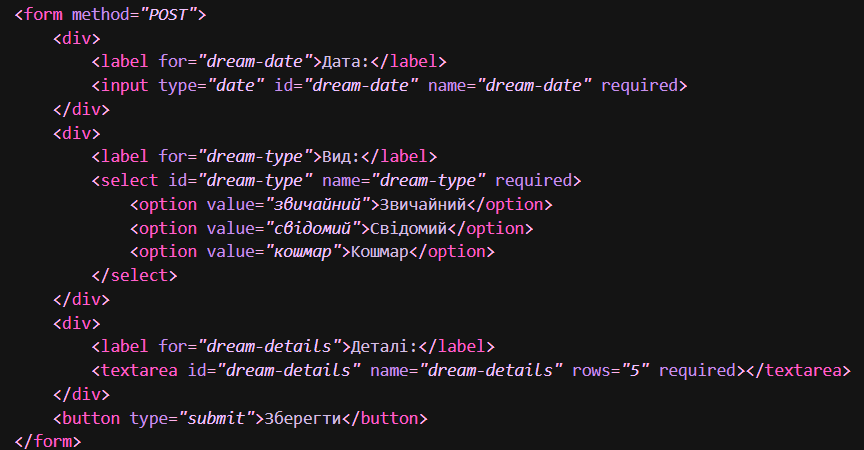 <form method="POST">
    <div>
        <label for="dream-date">Дата:</label>
        <input type="date" id="dream-date" name="dream-date" required>
    </div>
    <div>
        <label for="dream-type">Вид:</label>
        <select id="dream-type" name="dream-type" required>
            <option value="звичайний">Звичайний</option>
            <option value="свідомий">Свідомий</option>
            <option value="кошмар">Кошмар</option>
        </select>
    </div>
    <div>
        <label for="dream-details">Деталі:</label>
        <textarea id="dream-details" name="dream-details" rows="5" required></textarea>
    </div>
    <button type="submit">Зберегти</button>
</form>